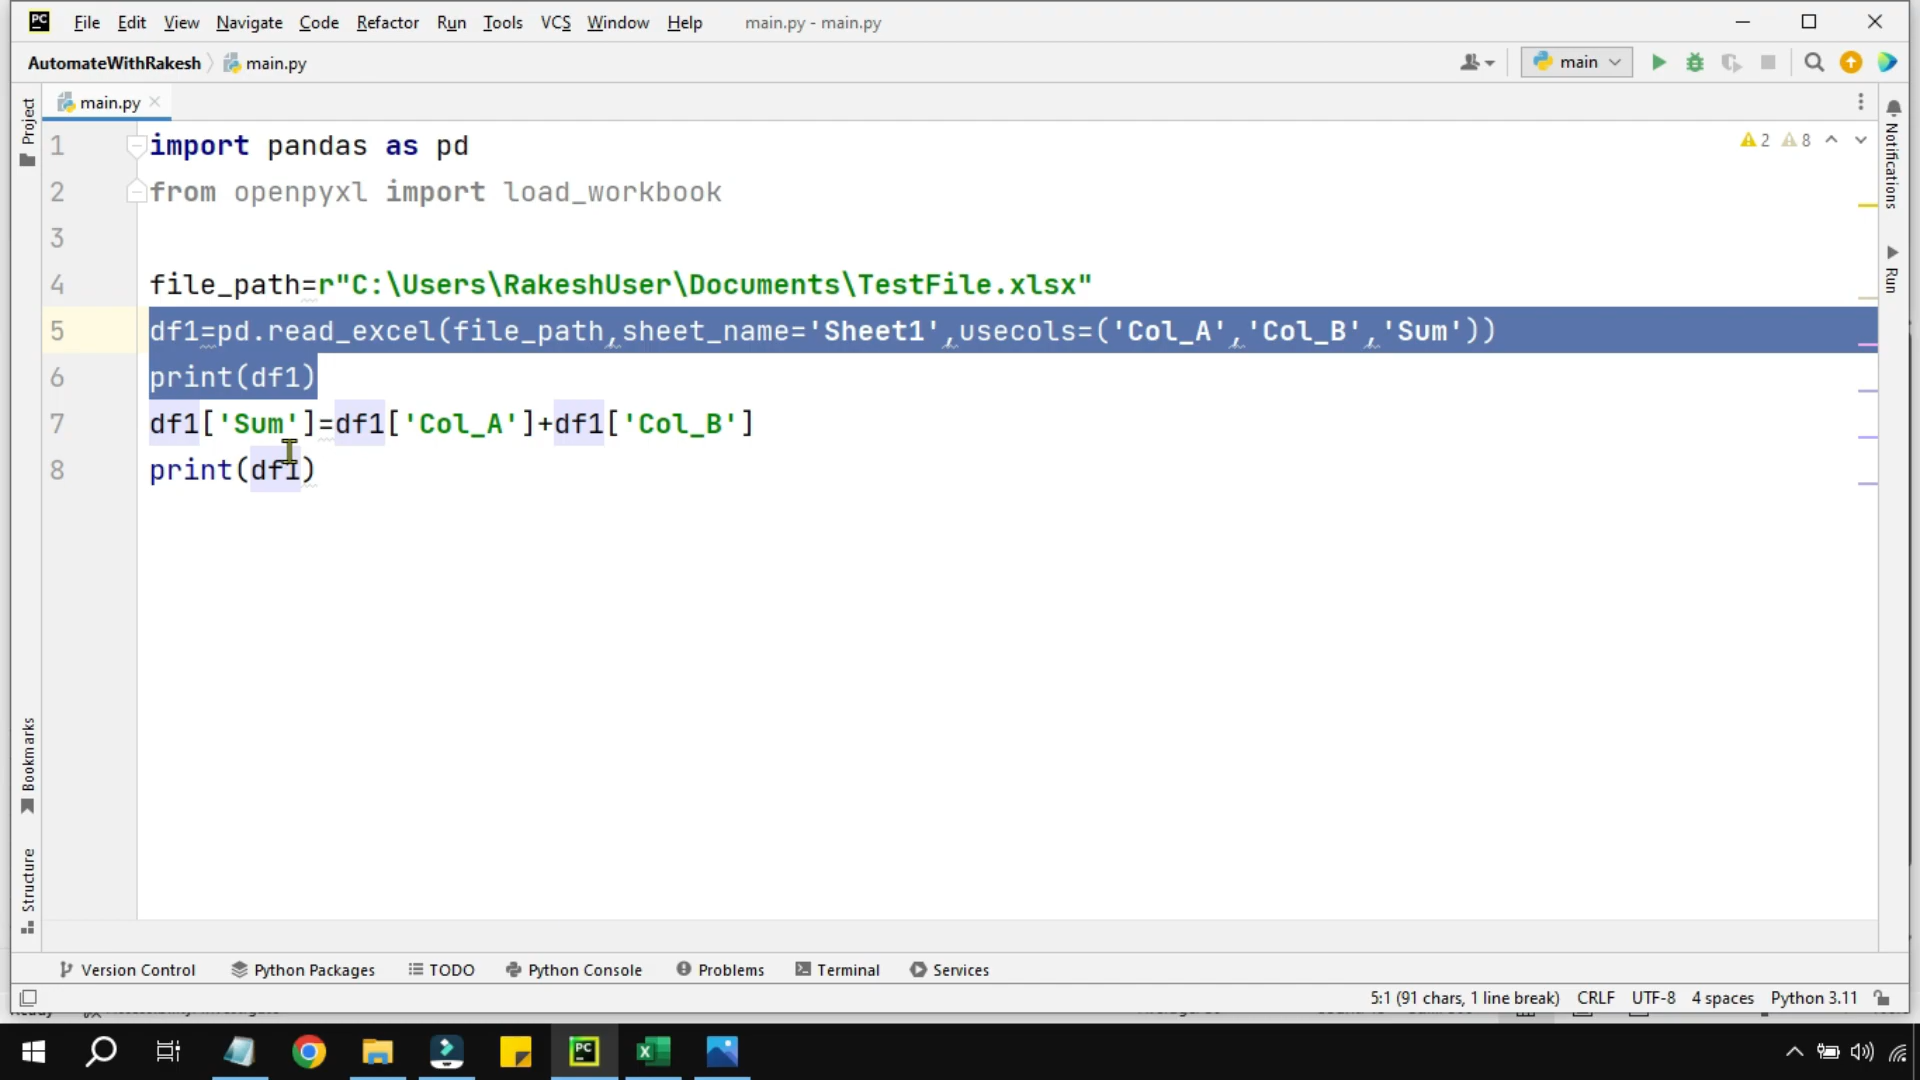 File Edit View Navigate Code Refactor Run Tools VCS Window Help main.py - main.py
AutomateWithRakesh main.py main
main.py
Project
Notifications
Run
Bookmarks
Structure
2 8
1 import pandas as pd
2 from openpyxl import load_workbook
3
4 file_path=r"C:\Users\RakeshUser\Documents\TestFile.xlsx"
5 df1=pd.read_excel(file_path,sheet_name='Sheet1',usecols=('Col_A','Col_B','Sum'))
6 print(df1)
7 df1['Sum']=df1['Col_A']+df1['Col_B']
8 print(df1)
Version Control Python Packages TODO Python Console Problems Terminal Services
5:1 (91 chars, 1 line break) CRLF UTF-8 4 spaces Python 3.11